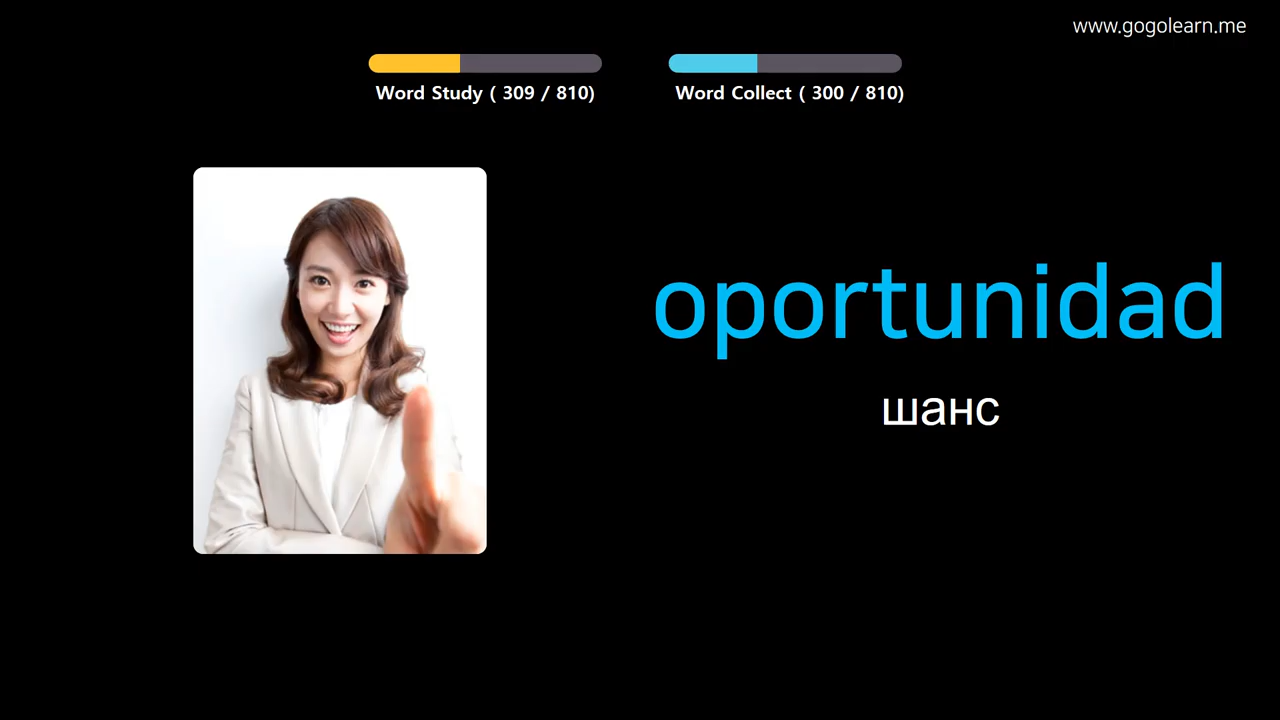 www.gogolearn.me
Word Study ( 309 / 810)
Word Collect ( 300 / 810)
oportunidad
шанс